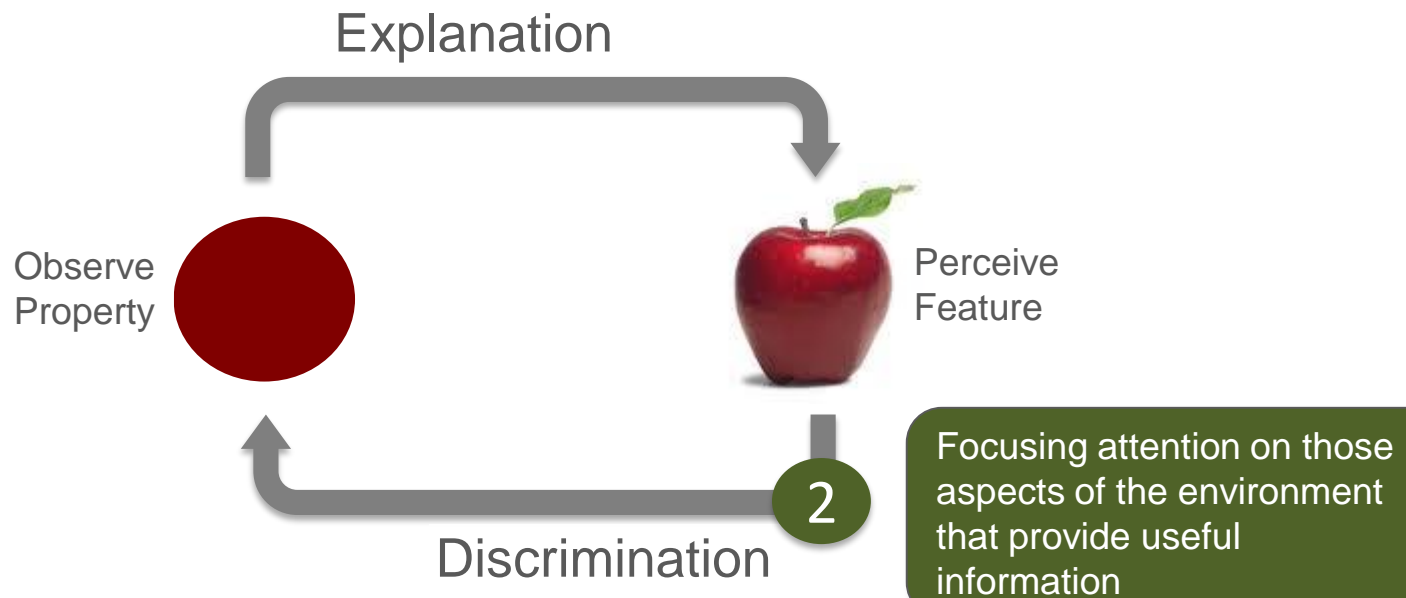 Explanation
Observe
Property
Perceive
Feature
2
Focusing attention on those
aspects of the environment
that provide useful
information
Discrimination